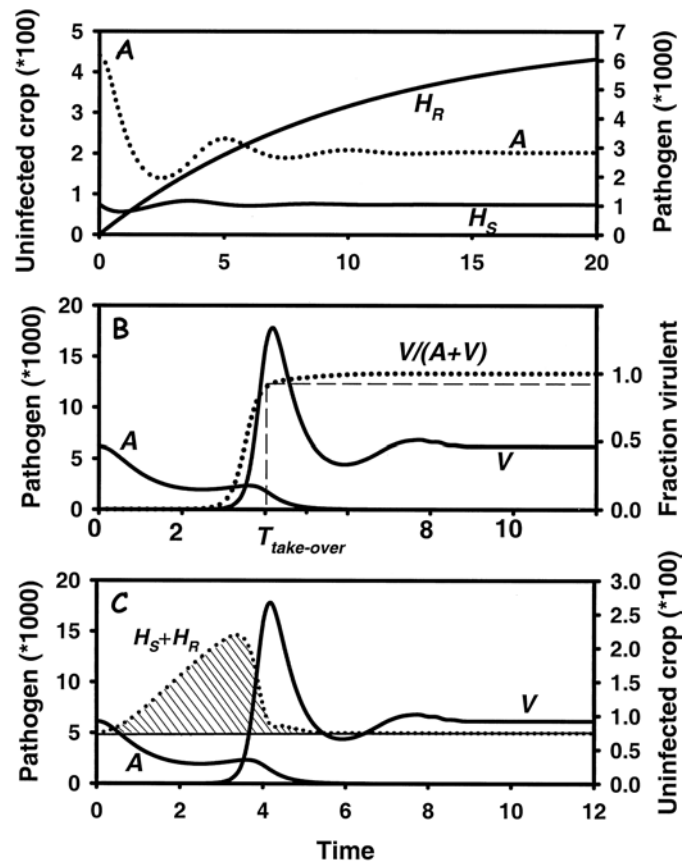 A
Uninfected crop (*100)
5
4
3
2
1
0
H_R
A
H_S
7
6
5
4
3
2
1
0
Pathogen (*1000)
0 5 10 15 20
B
Pathogen (*1000)
20
15
10
5
0
A
V/(A+V)
V
1.0
0.5
0.0
Fraction virulent
0 2 T_take-over 8 10
C
Pathogen (*1000)
20
15
10
5
0
H_S+H_R
A
V
3.0
2.5
2.0
1.5
1.0
0.5
0.0
Uninfected crop (*100)
0 2 4 6 8 10 12
Time